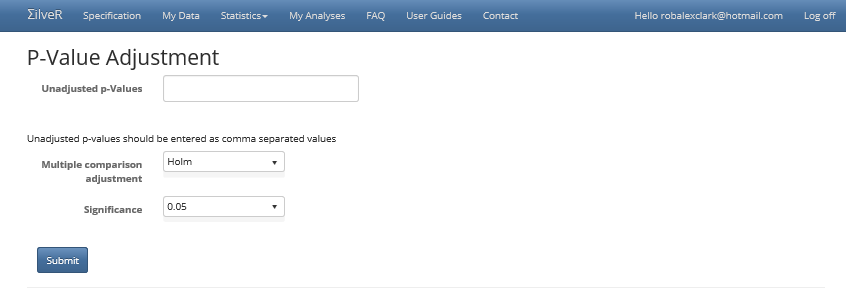 ΣilveR Specification My Data Statistics My Analyses FAQ User Guides Contact Hello robalexclark@hotmail.com Log off
P-Value Adjustment
Unadjusted p-Values
Unadjusted p-values should be entered as comma separated values
Multiple comparison adjustment Holm
Significance 0.05
Submit